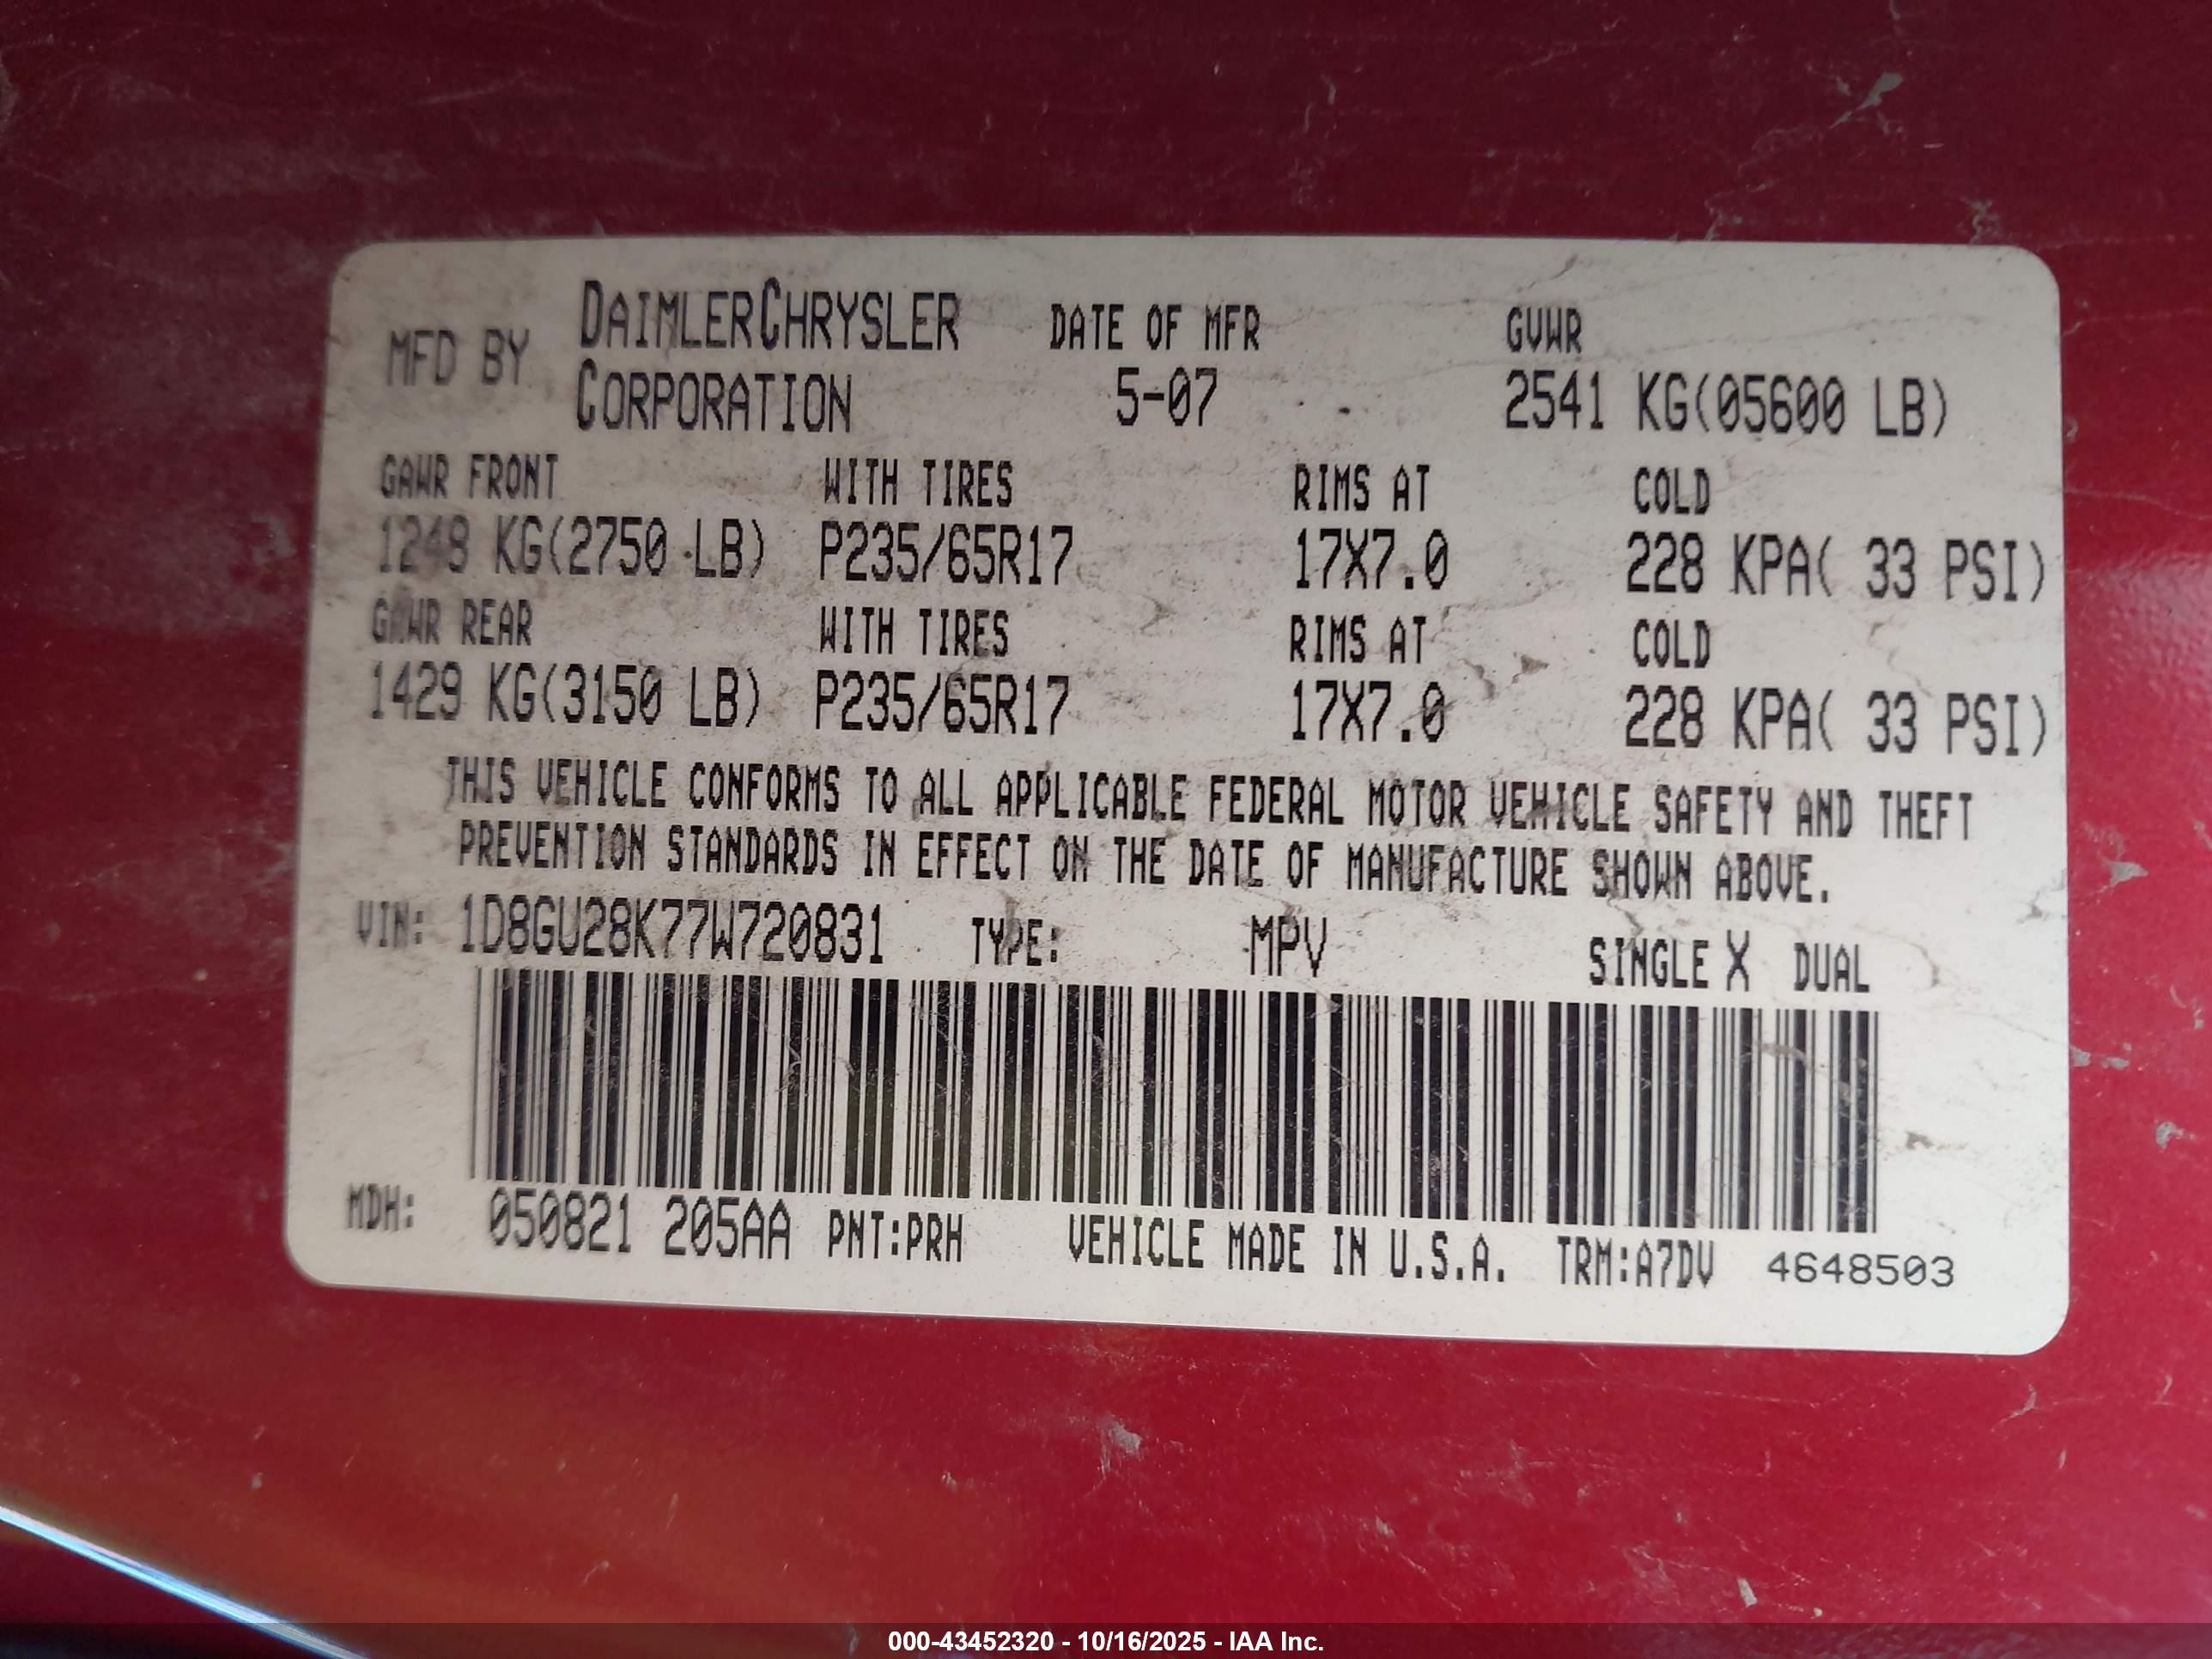 MFD BY DAIMLERCHRYSLER CORPORATION DATE OF MFR 5-07 GVWR 2541 KG(05600 LB)
GAWR FRONT WITH TIRES RIMS AT COLD
1248 KG(2750 LB) P235/65R17 17X7.0 228 KPA( 33 PSI)
GAWR REAR WITH TIRES RIMS AT COLD
1429 KG(3150 LB) P235/65R17 17X7.0 228 KPA( 33 PSI)
THIS VEHICLE CONFORMS TO ALL APPLICABLE FEDERAL MOTOR VEHICLE SAFETY AND THEFT
PREVENTION STANDARDS IN EFFECT ON THE DATE OF MANUFACTURE SHOWN ABOVE.
VIN: 1D8GU28K77W720831 TYPE: MPV SINGLE X DUAL
MDH: 050821 205AA PNT:PRH VEHICLE MADE IN U.S.A. TRM:A7DV 4648503
000-43452320 - 10/16/2025 - IAA Inc.